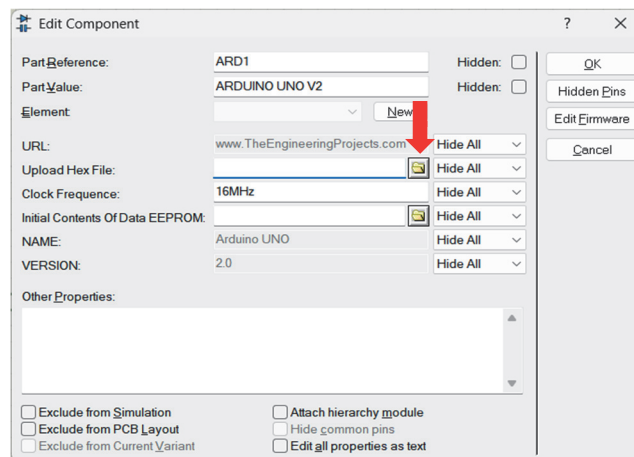 Edit Component ? ✕
Part Reference: ARD1 Hidden: OK
Part Value: ARDUINO UNO V2 Hidden: Hidden Pins
Element: New Edit Firmware
URL: www.TheEngineeringProjects.com Hide All Cancel
Upload Hex File: Hide All
Clock Frequence: 16MHz Hide All
Initial Contents Of Data EEPROM: Hide All
NAME: Arduino UNO Hide All
VERSION: 2.0 Hide All
Other Properties:
Exclude from Simulation Attach hierarchy module
Exclude from PCB Layout Hide common pins
Exclude from Current Variant Edit all properties as text